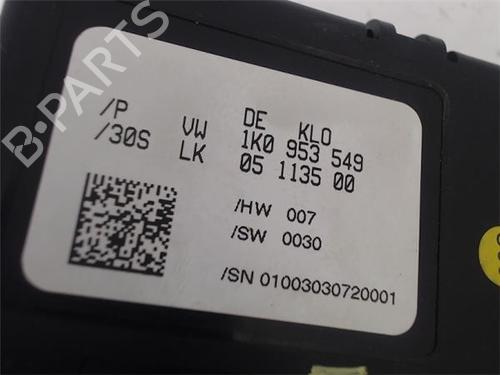 B-PARTS
/P VW DE KLO
/30S LK 1K0 953 549
05 1135 00
/HW 007
/SW 0030
/SN 01003030720001